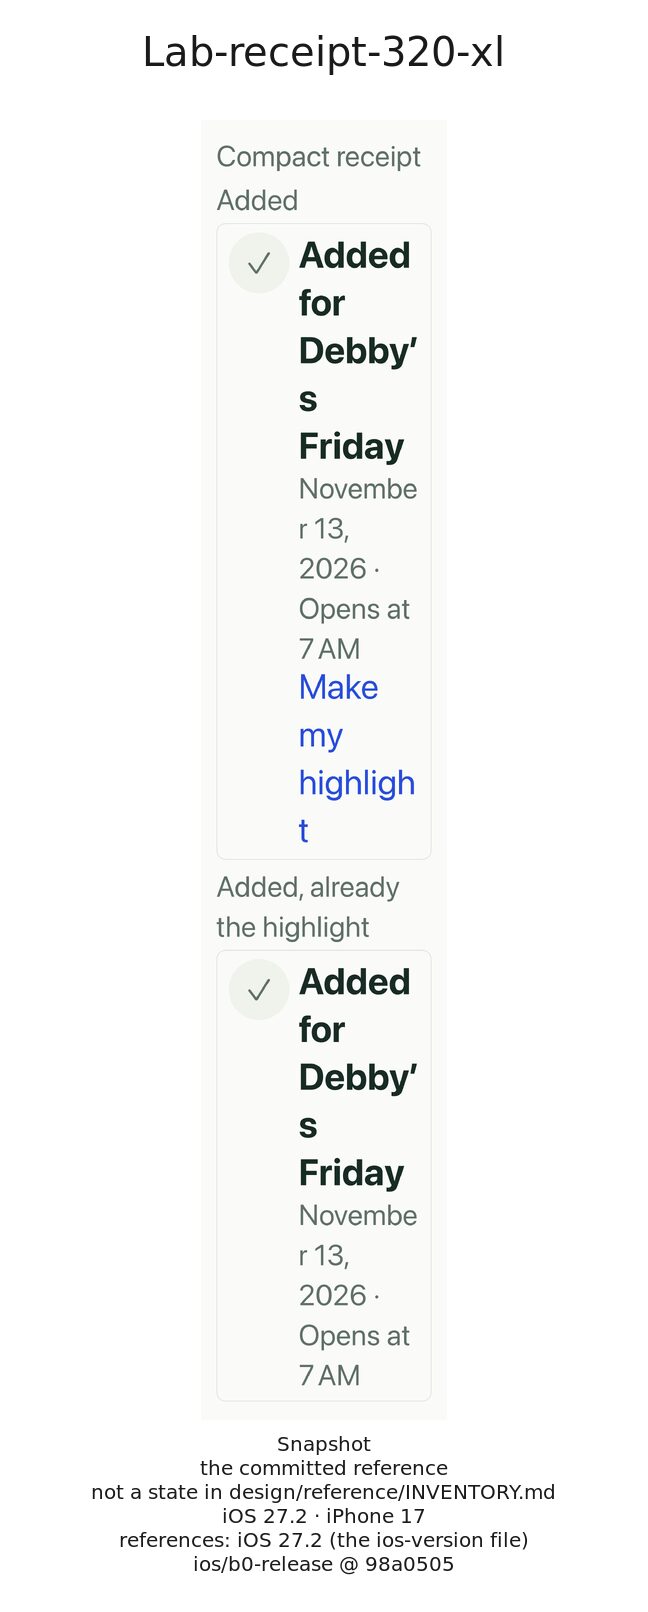 Lab-receipt-320-xl
Compact receipt
Added
Added
for
Debby’
s
Friday
Novembe
r 13,
2026 ·
Opens at
7 AM
Make
my
highligh
t
Added, already
the highlight
Added
for
Debby’
s
Friday
Novembe
r 13,
2026 ·
Opens at
7 AM
Snapshot
the committed reference
not a state in design/reference/INVENTORY.md
iOS 27.2 · iPhone 17
references: iOS 27.2 (the ios-version file)
ios/b0-release @ 98a0505